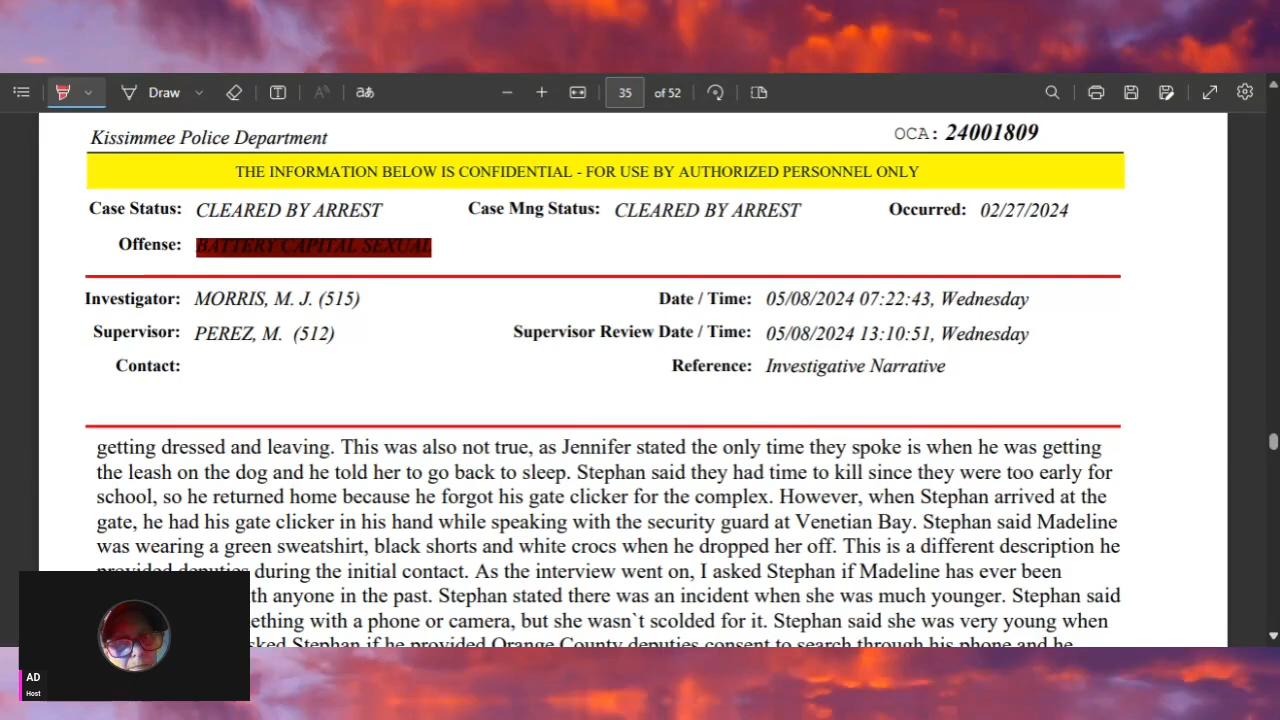 Draw
35 of 52
Kissimmee Police Department OCA: 24001809
THE INFORMATION BELOW IS CONFIDENTIAL - FOR USE BY AUTHORIZED PERSONNEL ONLY
Case Status: CLEARED BY ARREST Case Mng Status: CLEARED BY ARREST Occurred: 02/27/2024
Offense: BATTERY CAPITAL SEXUAL
Investigator: MORRIS, M. J. (515) Date / Time: 05/08/2024 07:22:43, Wednesday
Supervisor: PEREZ, M. (512) Supervisor Review Date / Time: 05/08/2024 13:10:51, Wednesday
Contact: Reference: Investigative Narrative
getting dressed and leaving. This was also not true, as Jennifer stated the only time they spoke is when he was getting
the leash on the dog and he told her to go back to sleep. Stephan said they had time to kill since they were too early for
school, so he returned home because he forgot his gate clicker for the complex. However, when Stephan arrived at the
gate, he had his gate clicker in his hand while speaking with the security guard at Venetian Bay. Stephan said Madeline
was wearing a green sweatshirt, black shorts and white crocs when he dropped her off. This is a different description he
provided deputies during the initial contact. As the interview went on, I asked Stephan if Madeline has ever been
with anyone in the past. Stephan stated there was an incident when she was much younger. Stephan said
with a phone or camera, but she wasn`t scolded for it. Stephan said she was very young when
Stephan if he provided Orange County deputies consent to search through his phone and he
AD
Host